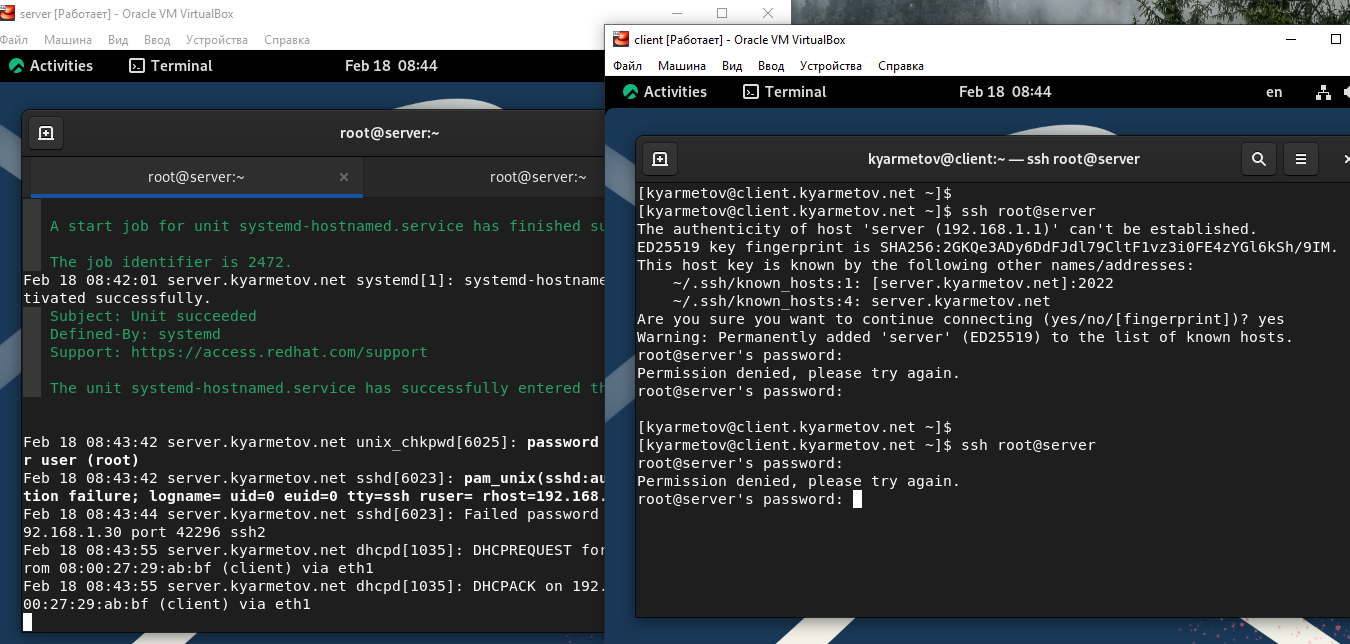 server [Работает] - Oracle VM VirtualBox
Файл Машина Вид Ввод Устройства Справка
Activities Terminal Feb 18 08:44
root@server:~
root@server:~ × root@server:~
A start job for unit systemd-hostnamed.service has finished su
The job identifier is 2472.
Feb 18 08:42:01 server.kyarmetov.net systemd[1]: systemd-hostname
tivated successfully.
Subject: Unit succeeded
Defined-By: systemd
Support: https://access.redhat.com/support
The unit systemd-hostnamed.service has successfully entered th
Feb 18 08:43:42 server.kyarmetov.net unix_chkpwd[6025]: password
r user (root)
Feb 18 08:43:42 server.kyarmetov.net sshd[6023]: pam_unix(sshd:au
tion failure; logname= uid=0 euid=0 tty=ssh ruser= rhost=192.168.
Feb 18 08:43:44 server.kyarmetov.net sshd[6023]: Failed password
92.168.1.30 port 42296 ssh2
Feb 18 08:43:55 server.kyarmetov.net dhcpd[1035]: DHCPREQUEST for
rom 08:00:27:29:ab:bf (client) via eth1
Feb 18 08:43:55 server.kyarmetov.net dhcpd[1035]: DHCPACK on 192.
00:27:29:ab:bf (client) via eth1
client [Работает] - Oracle VM VirtualBox
Файл Машина Вид Ввод Устройства Справка
Activities Terminal Feb 18 08:44 en
kyarmetov@client:~ — ssh root@server
[kyarmetov@client.kyarmetov.net ~]$
[kyarmetov@client.kyarmetov.net ~]$ ssh root@server
The authenticity of host 'server (192.168.1.1)' can't be established.
ED25519 key fingerprint is SHA256:2GKQe3ADy6DdFJdl79CltF1vz3i0FE4zYGl6kSh/9IM.
This host key is known by the following other names/addresses:
~/.ssh/known_hosts:1: [server.kyarmetov.net]:2022
~/.ssh/known_hosts:4: server.kyarmetov.net
Are you sure you want to continue connecting (yes/no/[fingerprint])? yes
Warning: Permanently added 'server' (ED25519) to the list of known hosts.
root@server's password:
Permission denied, please try again.
root@server's password:
[kyarmetov@client.kyarmetov.net ~]$
[kyarmetov@client.kyarmetov.net ~]$ ssh root@server
root@server's password:
Permission denied, please try again.
root@server's password: